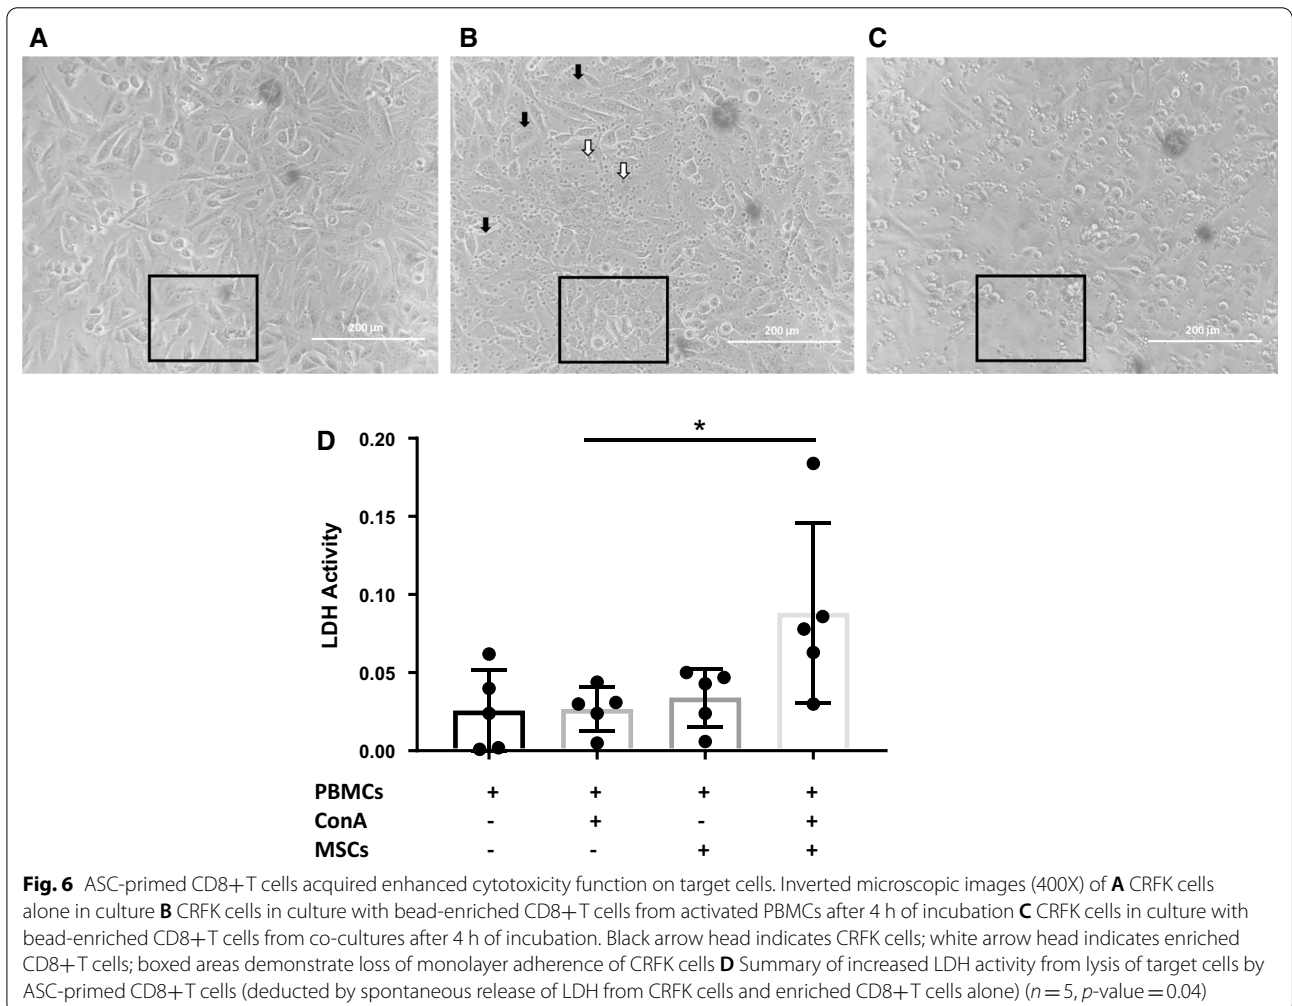 A
B
C
200 µm
200 µm
200 µm
D
*
0.20
0.15
0.10
0.05
0.00
LDH Activity
PBMCs + + + +
ConA - + - +
MSCs - - + +
Fig. 6 ASC-primed CD8+T cells acquired enhanced cytotoxicity function on target cells. Inverted microscopic images (400X) of A CRFK cells
alone in culture B CRFK cells in culture with bead-enriched CD8+T cells from activated PBMCs after 4 h of incubation C CRFK cells in culture with
bead-enriched CD8+T cells from co-cultures after 4 h of incubation. Black arrow head indicates CRFK cells; white arrow head indicates enriched
CD8+T cells; boxed areas demonstrate loss of monolayer adherence of CRFK cells D Summary of increased LDH activity from lysis of target cells by
ASC-primed CD8+T cells (deducted by spontaneous release of LDH from CRFK cells and enriched CD8+T cells alone) (n = 5, p-value = 0.04)